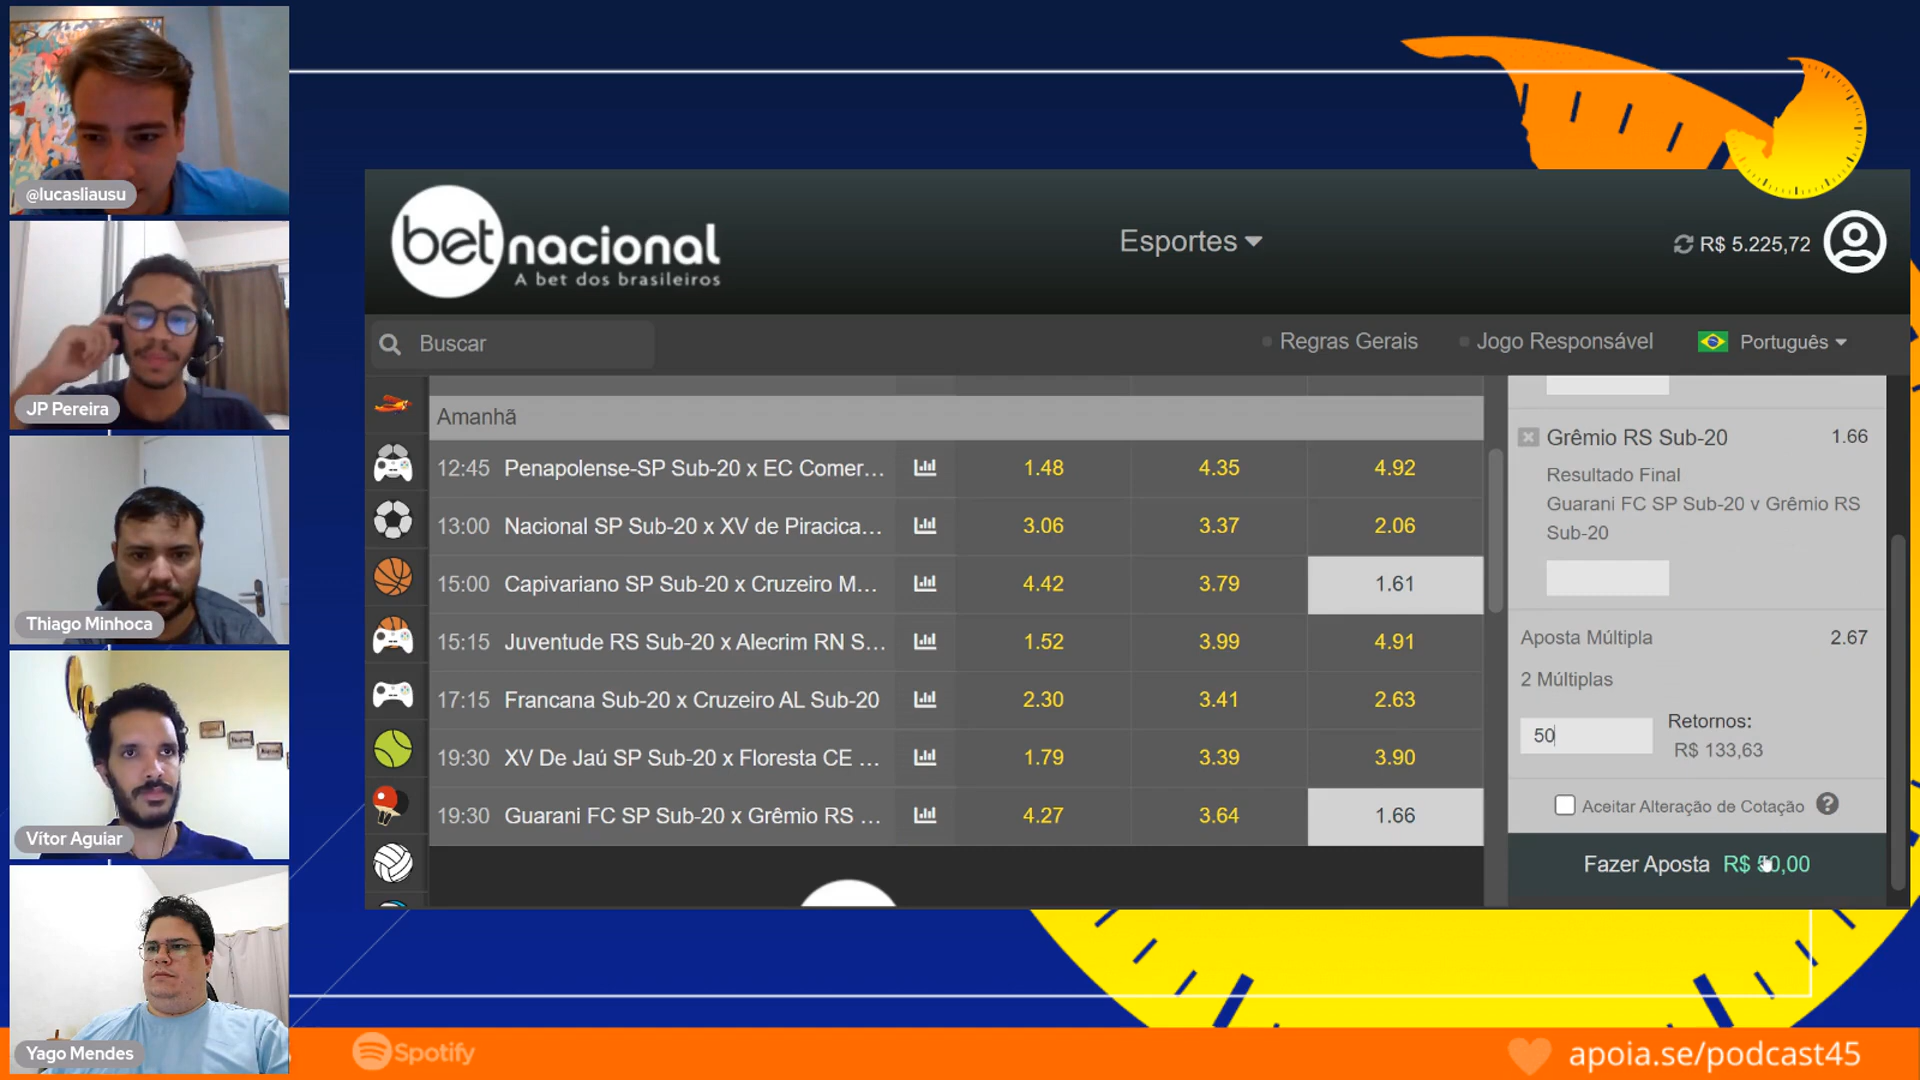 @lucasliausu
JP Pereira
Thiago Minhoca
Vítor Aguiar
Yago Mendes
bet nacional
A bet dos brasileiros
Esportes
R$ 5.225,72
Buscar
Regras Gerais
Jogo Responsável
Português
Amanhã
12:45 Penapolense-SP Sub-20 x EC Comer... 1.48 4.35 4.92
13:00 Nacional SP Sub-20 x XV de Piracica... 3.06 3.37 2.06
15:00 Capivariano SP Sub-20 x Cruzeiro M... 4.42 3.79 1.61
15:15 Juventude RS Sub-20 x Alecrim RN S... 1.52 3.99 4.91
17:15 Francana Sub-20 x Cruzeiro AL Sub-20 2.30 3.41 2.63
19:30 XV De Jaú SP Sub-20 x Floresta CE ... 1.79 3.39 3.90
19:30 Guarani FC SP Sub-20 x Grêmio RS ... 4.27 3.64 1.66
Grêmio RS Sub-20 1.66
Resultado Final
Guarani FC SP Sub-20 v Grêmio RS
Sub-20
Aposta Múltipla 2.67
2 Múltiplas
50
Retornos:
R$ 133,63
Aceitar Alteração de Cotação ?
Fazer Aposta R$ 50,00
Spotify
apoia.se/podcast45